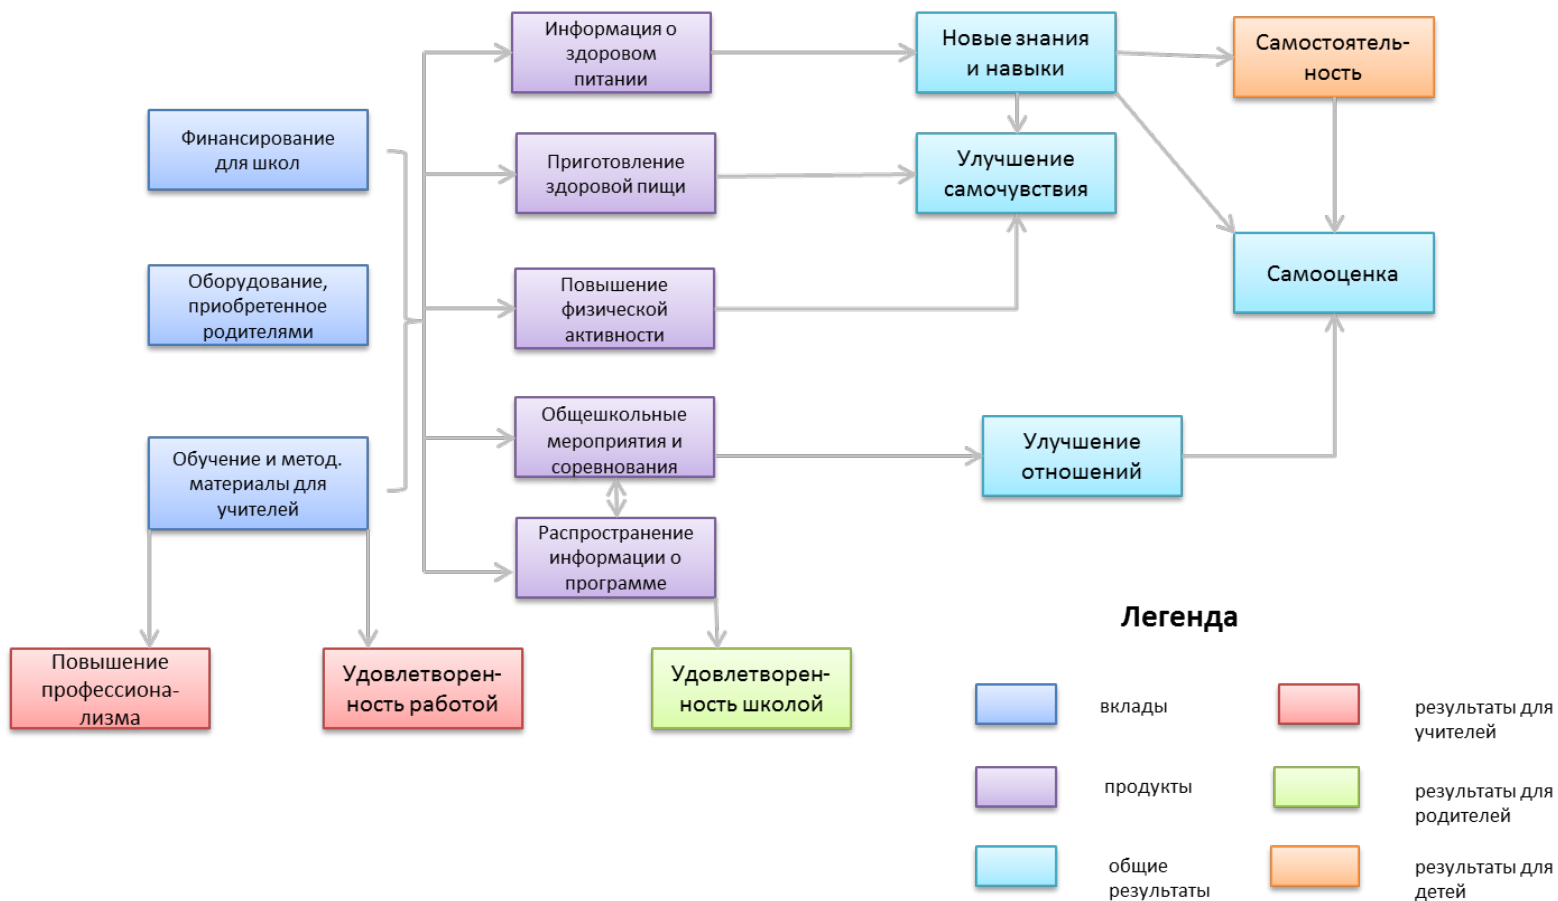 Информация о
здоровом
питании
Новые знания
и навыки
Самостоятель-
ность
Финансирование
для школ
Приготовление
здоровой пищи
Улучшение
самочувствия
Оборудование,
приобретенное
родителями
Повышение
физической
активности
Самооценка
Обучение и метод.
материалы для
учителей
Общешкольные
мероприятия и
соревнования
Улучшение
отношений
Распространение
информации о
программе
Повышение
профессиона-
лизма
Удовлетворен-
ность работой
Удовлетворен-
ность школой
Легенда
вклады
результаты для
учителей
продукты
результаты для
родителей
общие
результаты
результаты для
детей